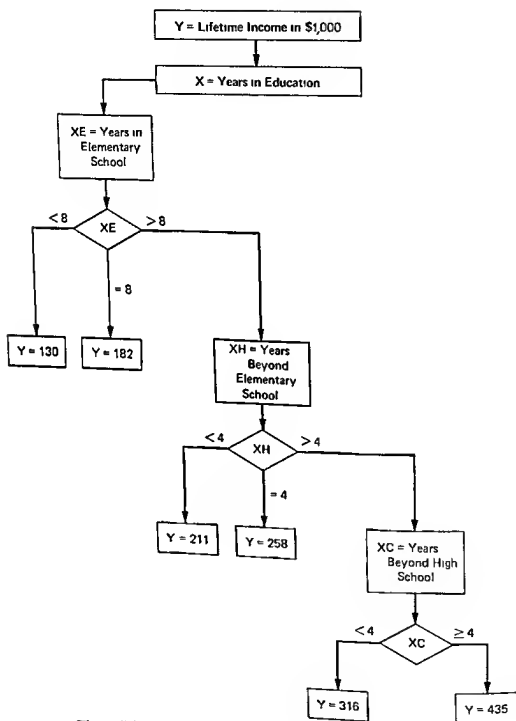 Y = Lifetime Income in $1,000
X = Years in Education
XE = Years in
Elementary
School
< 8
XE
> 8
= 8
Y = 130
Y = 182
XH = Years
Beyond
Elementary
School
< 4
XH
> 4
= 4
Y = 211
Y = 258
XC = Years
Beyond High
School
< 4
XC
≥ 4
Y = 316
Y = 435